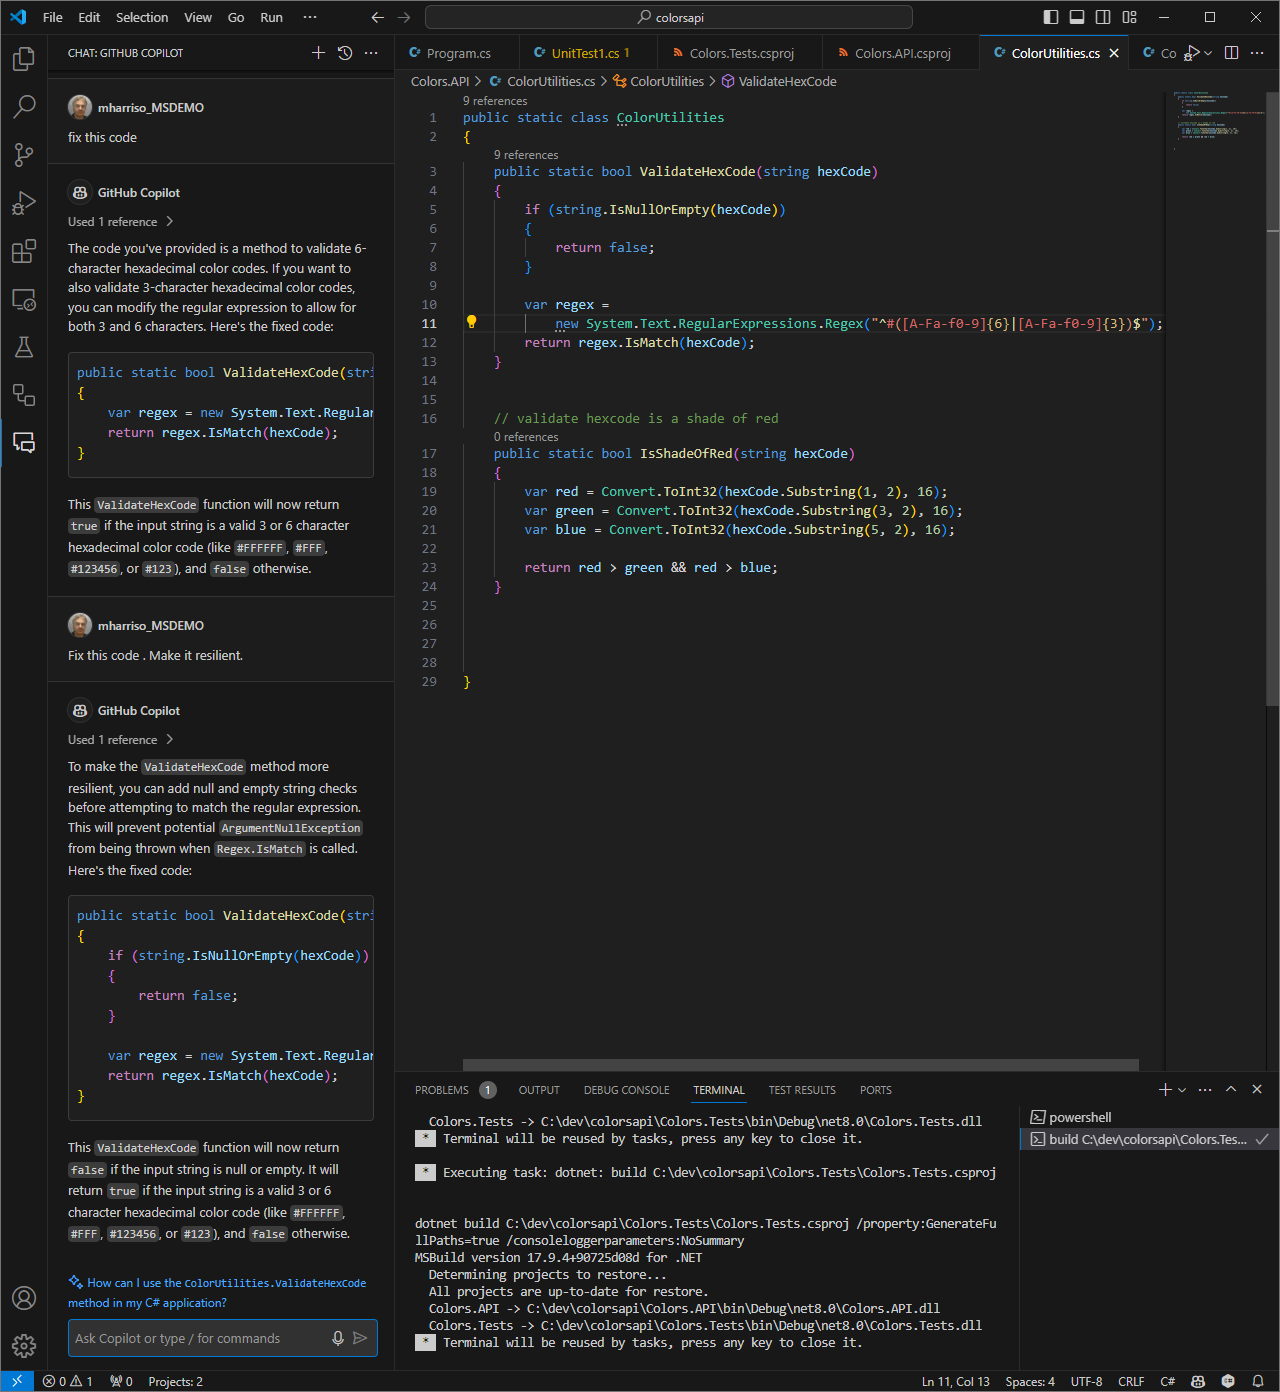 File Edit Selection View Go Run ··· colorsapi
CHAT: GITHUB COPILOT
mharriso_MSDEMO
fix this code
GitHub Copilot
Used 1 reference
The code you've provided is a method to validate 6-
character hexadecimal color codes. If you want to
also validate 3-character hexadecimal color codes,
you can modify the regular expression to allow for
both 3 and 6 characters. Here's the fixed code:
public static bool ValidateHexCode(stri
{
var regex = new System.Text.Regular
return regex.IsMatch(hexCode);
}
This ValidateHexCode function will now return
true if the input string is a valid 3 or 6 character
hexadecimal color code (like #FFFFFF, #FFF,
#123456, or #123), and false otherwise.
mharriso_MSDEMO
Fix this code . Make it resilient.
GitHub Copilot
Used 1 reference
To make the ValidateHexCode method more
resilient, you can add null and empty string checks
before attempting to match the regular expression.
This will prevent potential ArgumentNullException
from being thrown when Regex.IsMatch is called.
Here's the fixed code:
public static bool ValidateHexCode(stri
{
if (string.IsNullOrEmpty(hexCode))
{
return false;
}
var regex = new System.Text.Regular
return regex.IsMatch(hexCode);
}
This ValidateHexCode function will now return
false if the input string is null or empty. It will
return true if the input string is a valid 3 or 6
character hexadecimal color code (like #FFFFFF,
#FFF, #123456, or #123), and false otherwise.
How can I use the ColorUtilities.ValidateHexCode
method in my C# application?
Ask Copilot or type / for commands
Program.cs UnitTest1.cs 1 Colors.Tests.csproj Colors.API.csproj ColorUtilities.cs Co
Colors.API > ColorUtilities.cs > ColorUtilities > ValidateHexCode
9 references
1 public static class ColorUtilities
2 {
9 references
3 public static bool ValidateHexCode(string hexCode)
4 {
5 if (string.IsNullOrEmpty(hexCode))
6 {
7 return false;
8 }
9
10 var regex =
11 new System.Text.RegularExpressions.Regex("^#([A-Fa-f0-9]{6}|[A-Fa-f0-9]{3})$");
12 return regex.IsMatch(hexCode);
13 }
14
15
16 // validate hexcode is a shade of red
0 references
17 public static bool IsShadeOfRed(string hexCode)
18 {
19 var red = Convert.ToInt32(hexCode.Substring(1, 2), 16);
20 var green = Convert.ToInt32(hexCode.Substring(3, 2), 16);
21 var blue = Convert.ToInt32(hexCode.Substring(5, 2), 16);
22
23 return red > green && red > blue;
24 }
25
26
27
28
29 }
PROBLEMS 1 OUTPUT DEBUG CONSOLE TERMINAL TEST RESULTS PORTS
Colors.Tests -> C:\dev\colorsapi\Colors.Tests\bin\Debug\net8.0\Colors.Tests.dll
* Terminal will be reused by tasks, press any key to close it.
* Executing task: dotnet: build C:\dev\colorsapi\Colors.Tests\Colors.Tests.csproj
dotnet build C:\dev\colorsapi\Colors.Tests\Colors.Tests.csproj /property:GenerateFu
llPaths=true /consoleloggerparameters:NoSummary
MSBuild version 17.9.4+90725d08d for .NET
Determining projects to restore...
All projects are up-to-date for restore.
Colors.API -> C:\dev\colorsapi\Colors.API\bin\Debug\net8.0\Colors.API.dll
Colors.Tests -> C:\dev\colorsapi\Colors.Tests\bin\Debug\net8.0\Colors.Tests.dll
* Terminal will be reused by tasks, press any key to close it.
powershell
build C:\dev\colorsapi\Colors.Tes...
0 1 0 Projects: 2 Ln 11, Col 13 Spaces: 4 UTF-8 CRLF C#